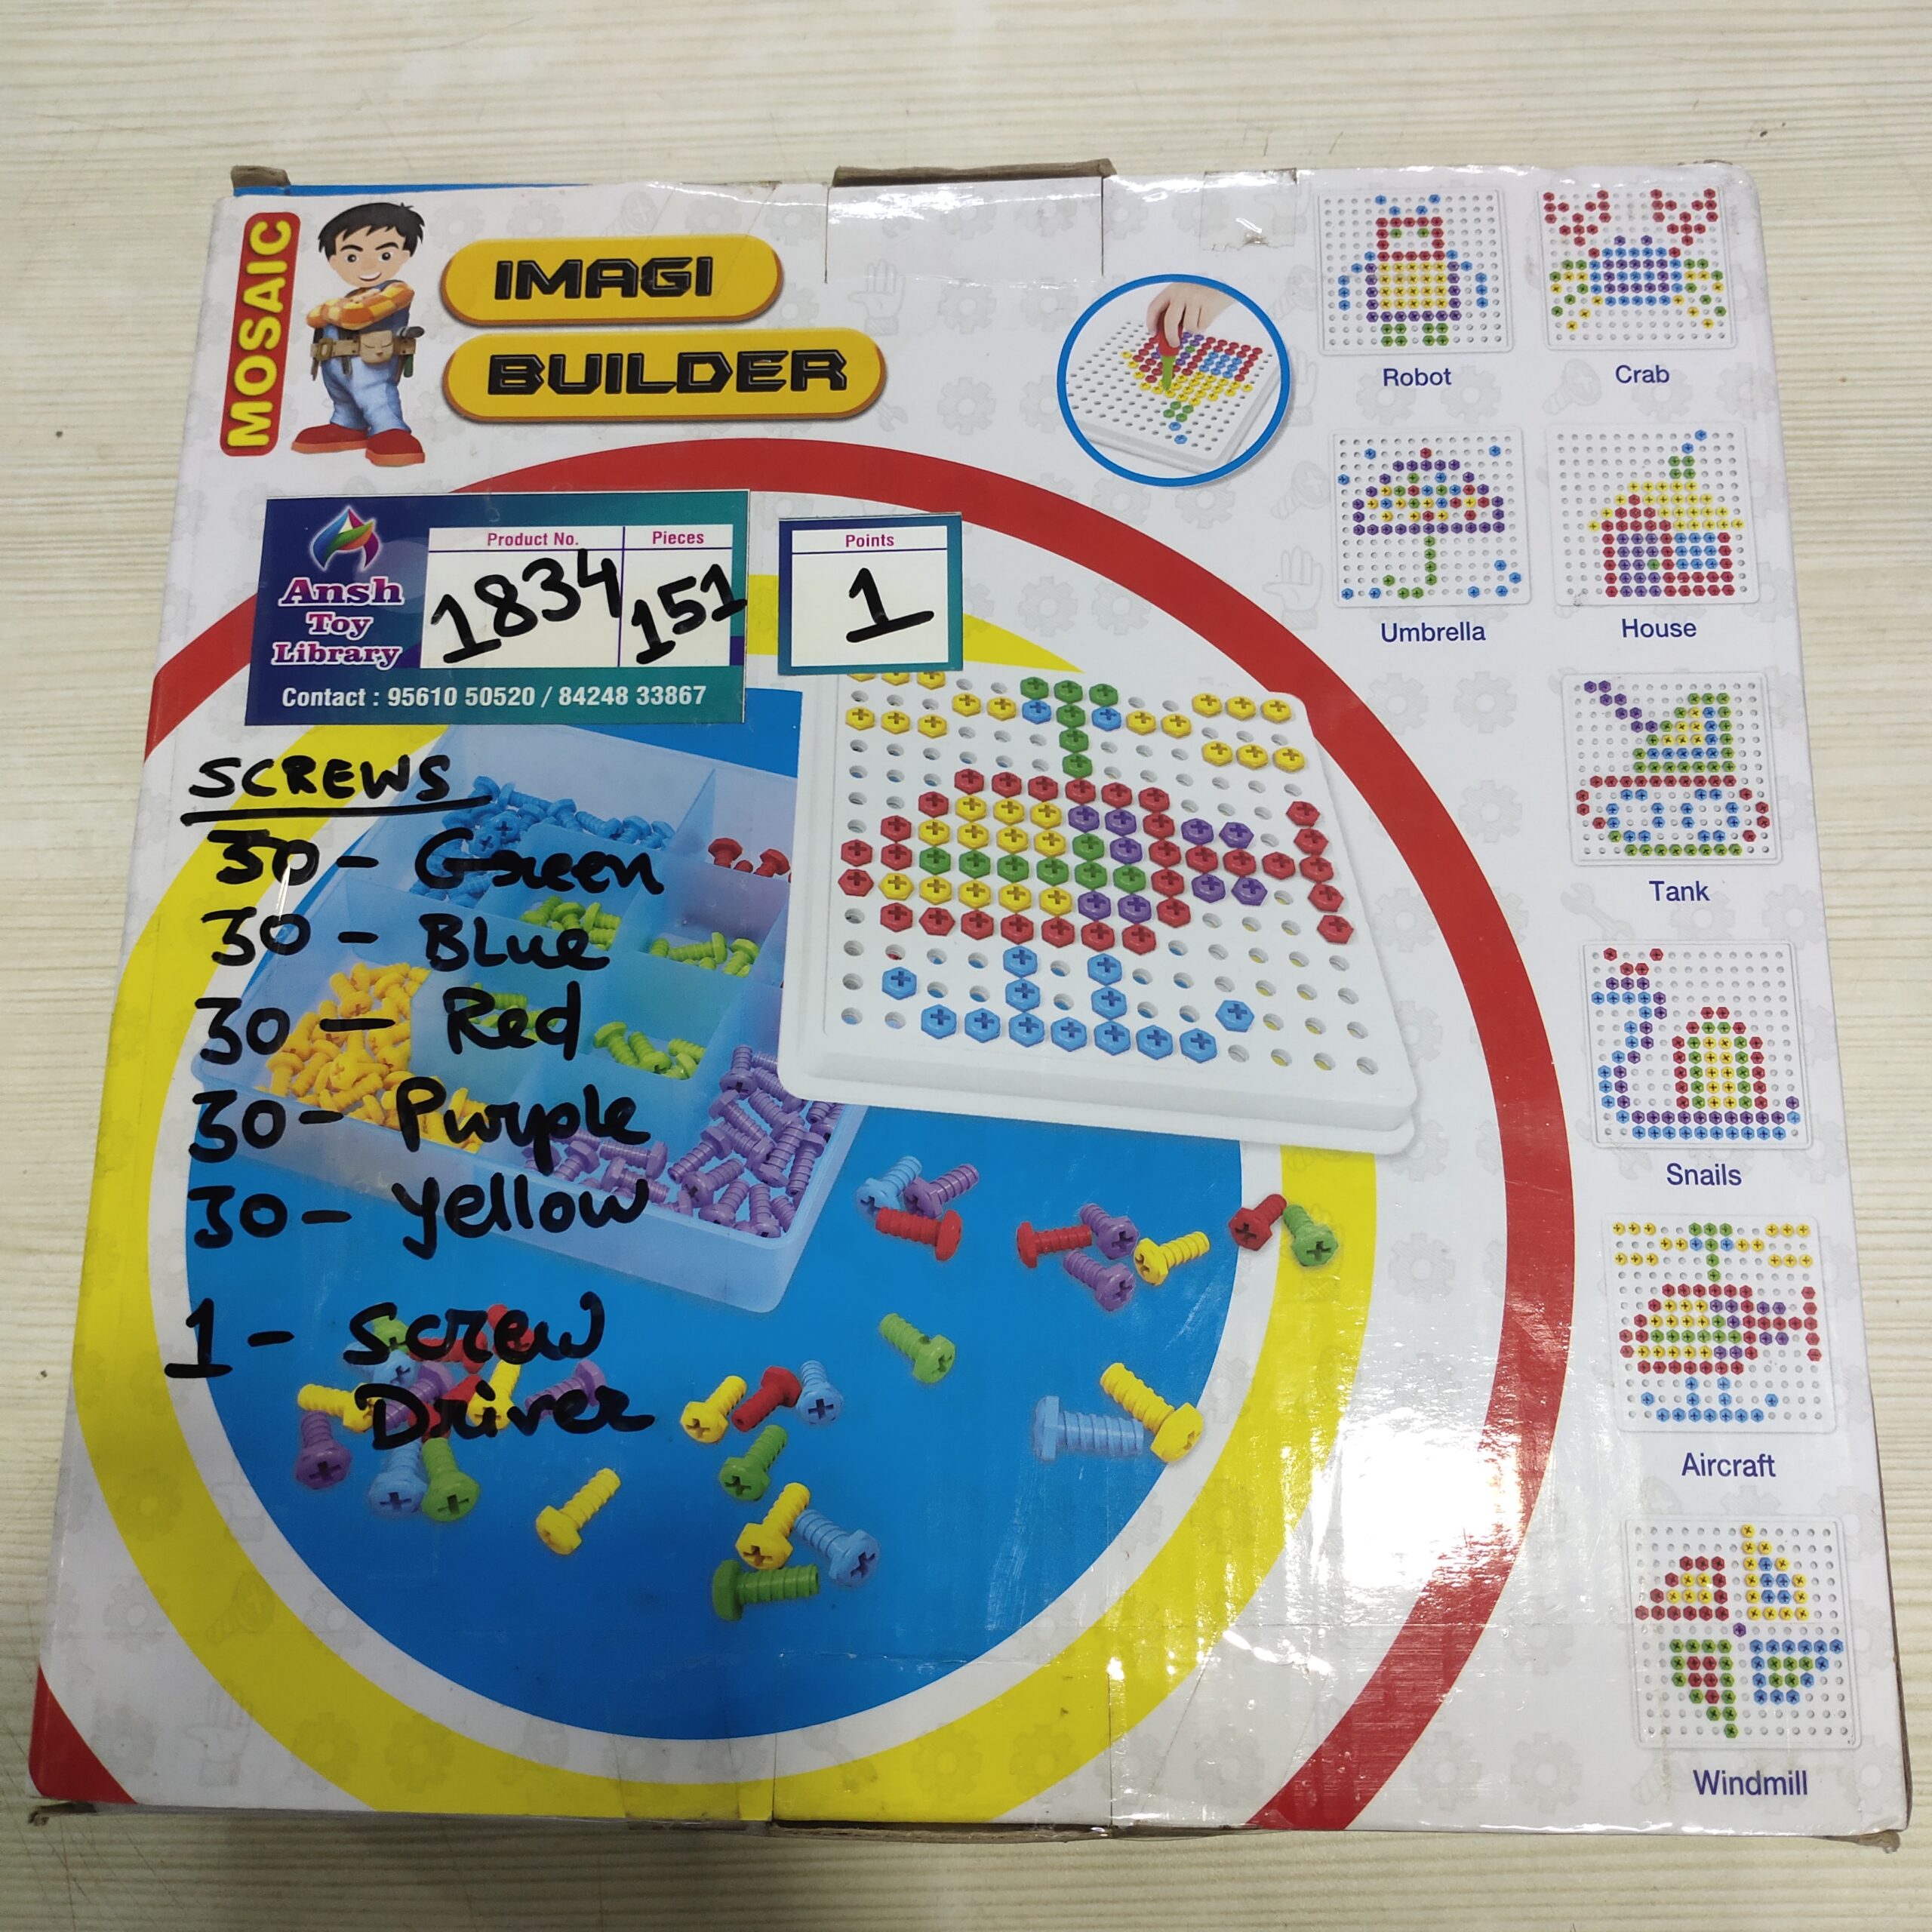 MOSAIC
IMAGI
BUILDER
Robot
Crab
Umbrella
House
Ansh
Toy
Library
Product No.
Pieces
1834
151
Points
1
Contact : 95610 50520 / 84248 33867
SCREWS
30 - Green
30 - BLue
30 - Red
30 - Purple
30 - yellow
1 - Screw
Driver
Tank
Snails
Aircraft
Windmill